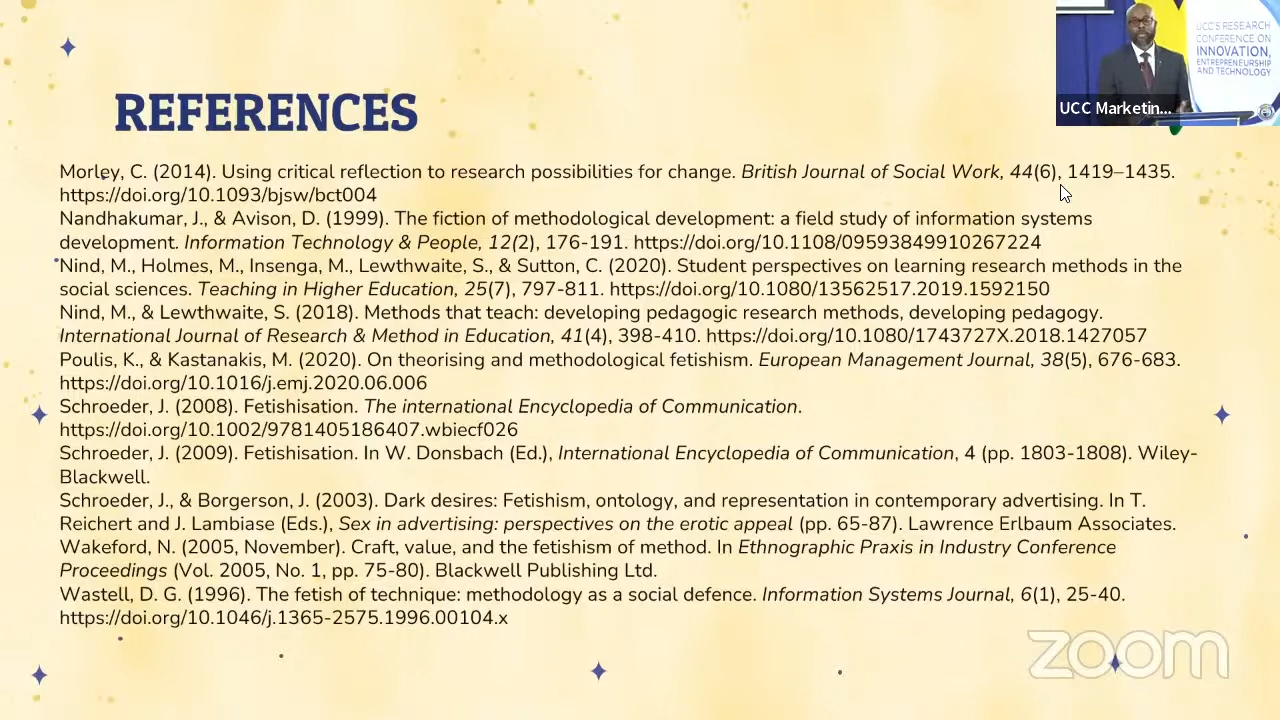 UCC'S RESEARCH
CONFERENCE ON
INNOVATION,
ENTREPRENEURSHIP
AND TECHNOLOGY
UCC Marketin...
REFERENCES
Morley, C. (2014). Using critical reflection to research possibilities for change. British Journal of Social Work, 44(6), 1419–1435.
https://doi.org/10.1093/bjsw/bct004
Nandhakumar, J., & Avison, D. (1999). The fiction of methodological development: a field study of information systems
development. Information Technology & People, 12(2), 176-191. https://doi.org/10.1108/09593849910267224
Nind, M., Holmes, M., Insenga, M., Lewthwaite, S., & Sutton, C. (2020). Student perspectives on learning research methods in the
social sciences. Teaching in Higher Education, 25(7), 797-811. https://doi.org/10.1080/13562517.2019.1592150
Nind, M., & Lewthwaite, S. (2018). Methods that teach: developing pedagogic research methods, developing pedagogy.
International Journal of Research & Method in Education, 41(4), 398-410. https://doi.org/10.1080/1743727X.2018.1427057
Poulis, K., & Kastanakis, M. (2020). On theorising and methodological fetishism. European Management Journal, 38(5), 676-683.
https://doi.org/10.1016/j.emj.2020.06.006
Schroeder, J. (2008). Fetishisation. The international Encyclopedia of Communication.
https://doi.org/10.1002/9781405186407.wbiecf026
Schroeder, J. (2009). Fetishisation. In W. Donsbach (Ed.), International Encyclopedia of Communication, 4 (pp. 1803-1808). Wiley-
Blackwell.
Schroeder, J., & Borgerson, J. (2003). Dark desires: Fetishism, ontology, and representation in contemporary advertising. In T.
Reichert and J. Lambiase (Eds.), Sex in advertising: perspectives on the erotic appeal (pp. 65-87). Lawrence Erlbaum Associates.
Wakeford, N. (2005, November). Craft, value, and the fetishism of method. In Ethnographic Praxis in Industry Conference
Proceedings (Vol. 2005, No. 1, pp. 75-80). Blackwell Publishing Ltd.
Wastell, D. G. (1996). The fetish of technique: methodology as a social defence. Information Systems Journal, 6(1), 25-40.
https://doi.org/10.1046/j.1365-2575.1996.00104.x
zoom